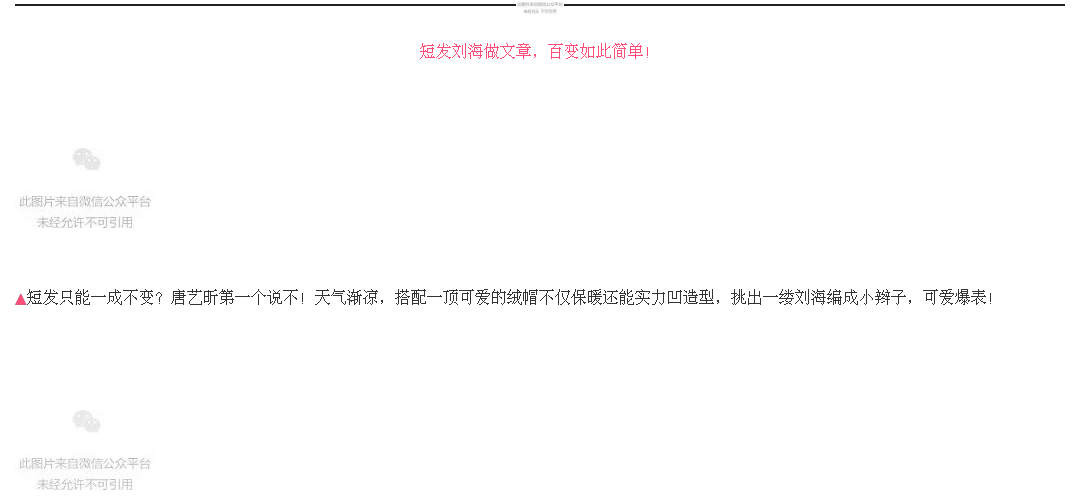 此图片来自微信公众平台
未经允许 不可引用
短发刘海做文章，百变如此简单！
此图片来自微信公众平台
未经允许不可引用
▲短发只能一成不变？唐艺昕第一个说不！天气渐凉，搭配一顶可爱的绒帽不仅保暖还能实力凹造型，挑出一缕刘海编成小辫子，可爱爆表！
此图片来自微信公众平台
未经允许不可引用